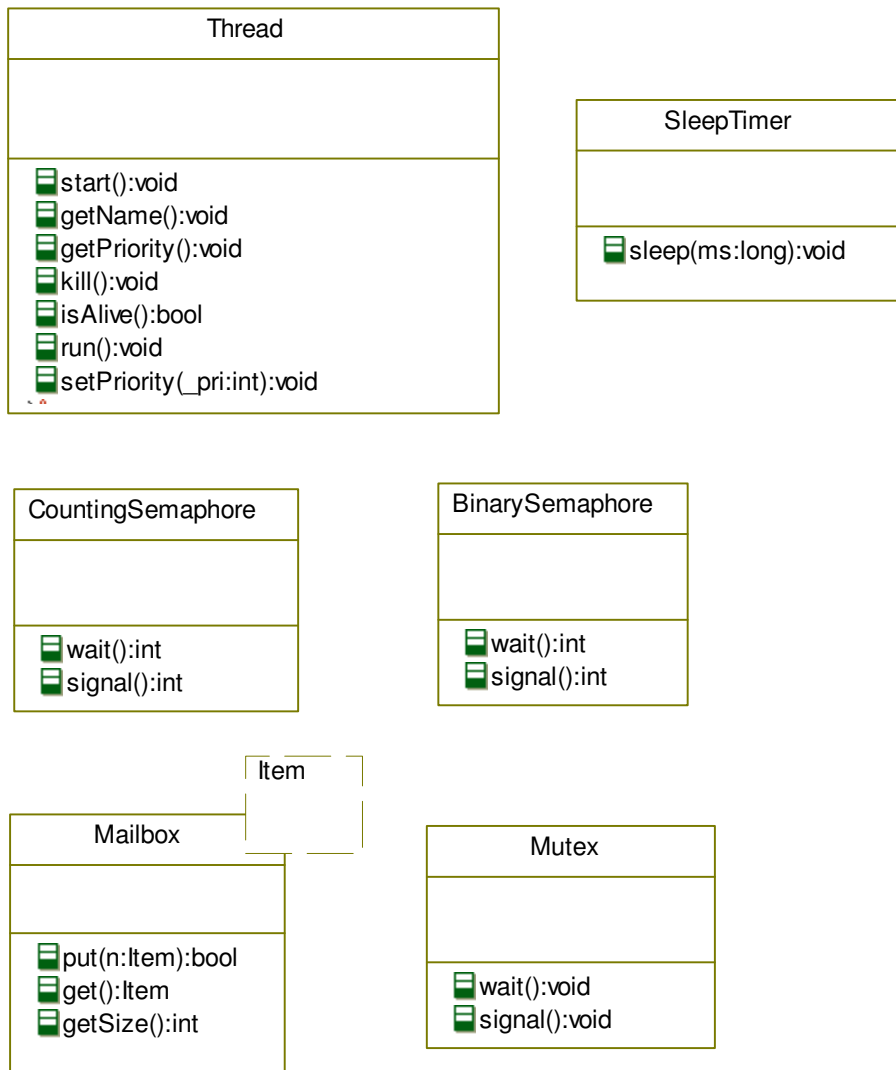 Thread
start():void
getName():void
getPriority():void
kill():void
isAlive():bool
run():void
setPriority(_pri:int):void
SleepTimer
sleep(ms:long):void
CountingSemaphore
wait():int
signal():int
BinarySemaphore
wait():int
signal():int
Item
Mailbox
put(n:Item):bool
get():Item
getSize():int
Mutex
wait():void
signal():void